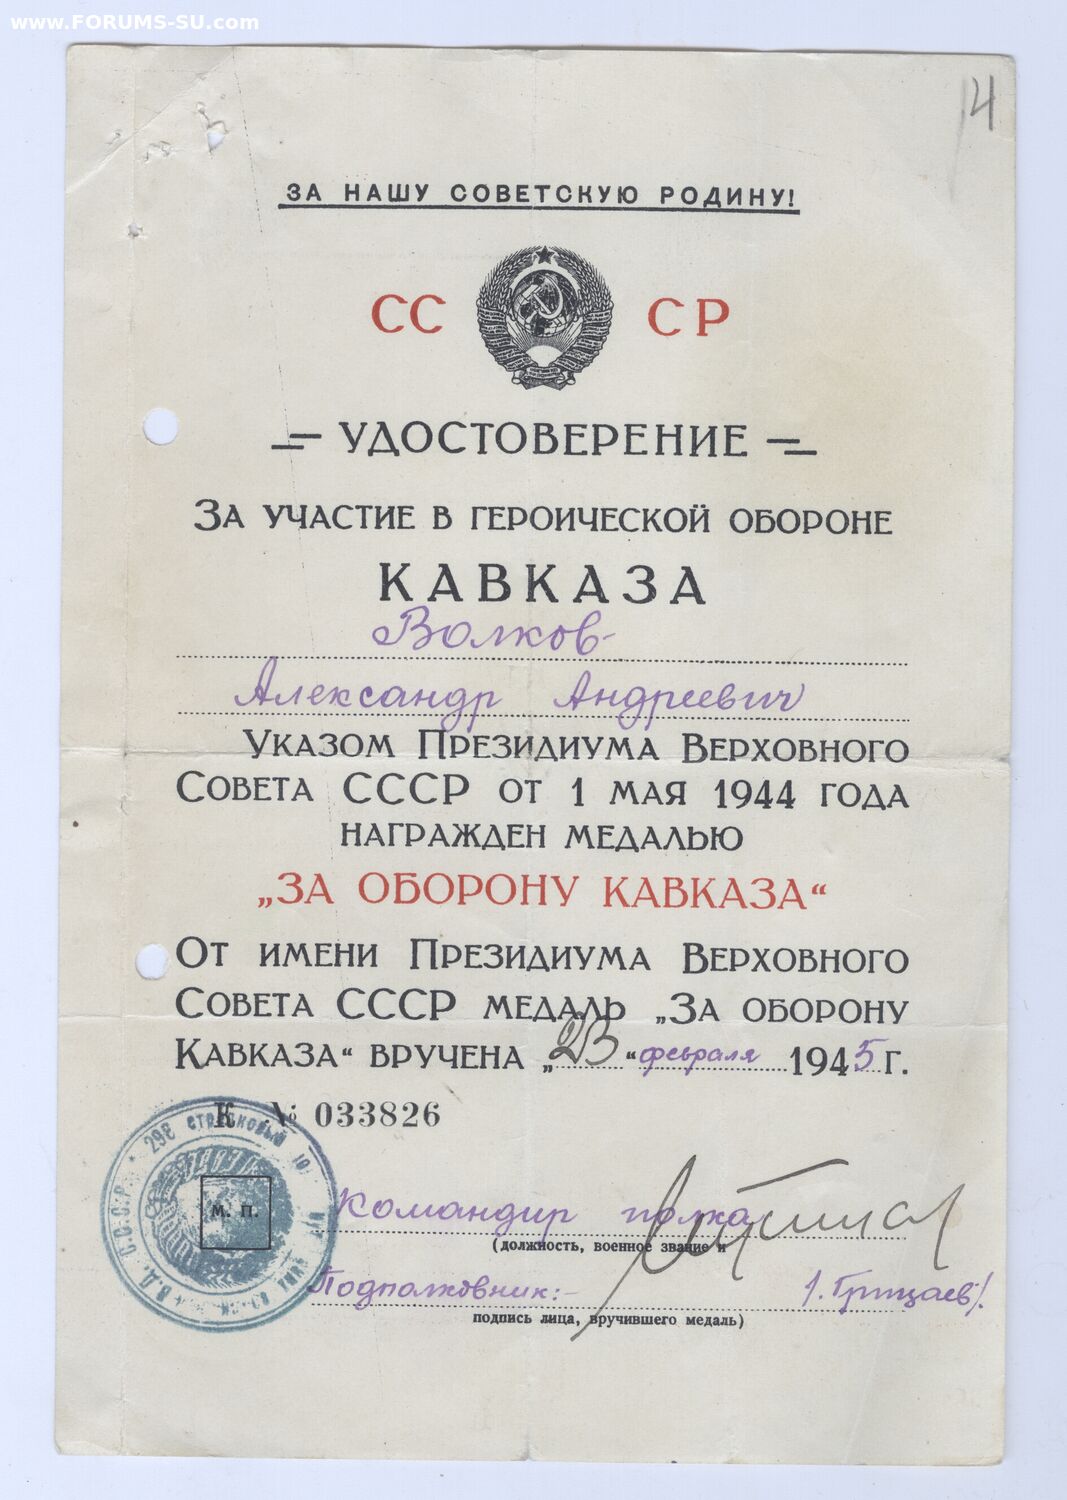 www.FORUMS-SU.com
14
ЗА НАШУ СОВЕТСКУЮ РОДИНУ!
СС СР
УДОСТОВЕРЕНИЕ
За участие в героической обороне
КАВКАЗА
Волков
Александр Андреевич
Указом Президиума Верховного
Совета СССР от 1 мая 1944 года
награжден медалью
„ЗА ОБОРОНУ КАВКАЗА“
От имени Президиума Верховного
Совета СССР медаль „За оборону
Кавказа“ вручена „23“ февраля 1945 г.
К № 033826
298 стрелковый
В.Д. С.С.С.Р.
М. П.
Командир полка
(должность, военное звание и
Подполковник:- /.Грицаев/.
подпись лица, вручившего медаль)